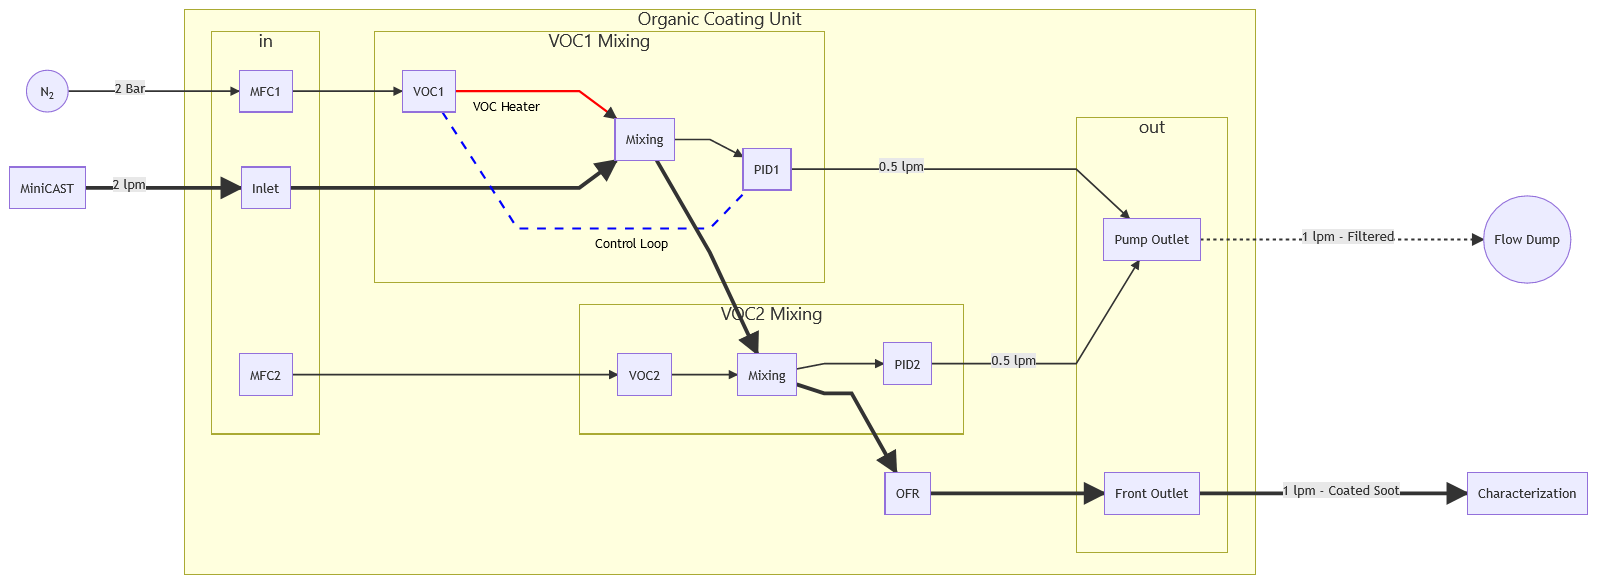 Organic Coating Unit
in
VOC1 Mixing
N2
2 Bar
MFC1
VOC1
VOC Heater
Mixing
out
PID1
0.5 lpm
MiniCAST
2 lpm
Inlet
Control Loop
Pump Outlet
1 lpm - Filtered
Flow Dump
VOC2 Mixing
MFC2
VOC2
Mixing
PID2
0.5 lpm
OFR
Front Outlet
1 lpm - Coated Soot
Characterization